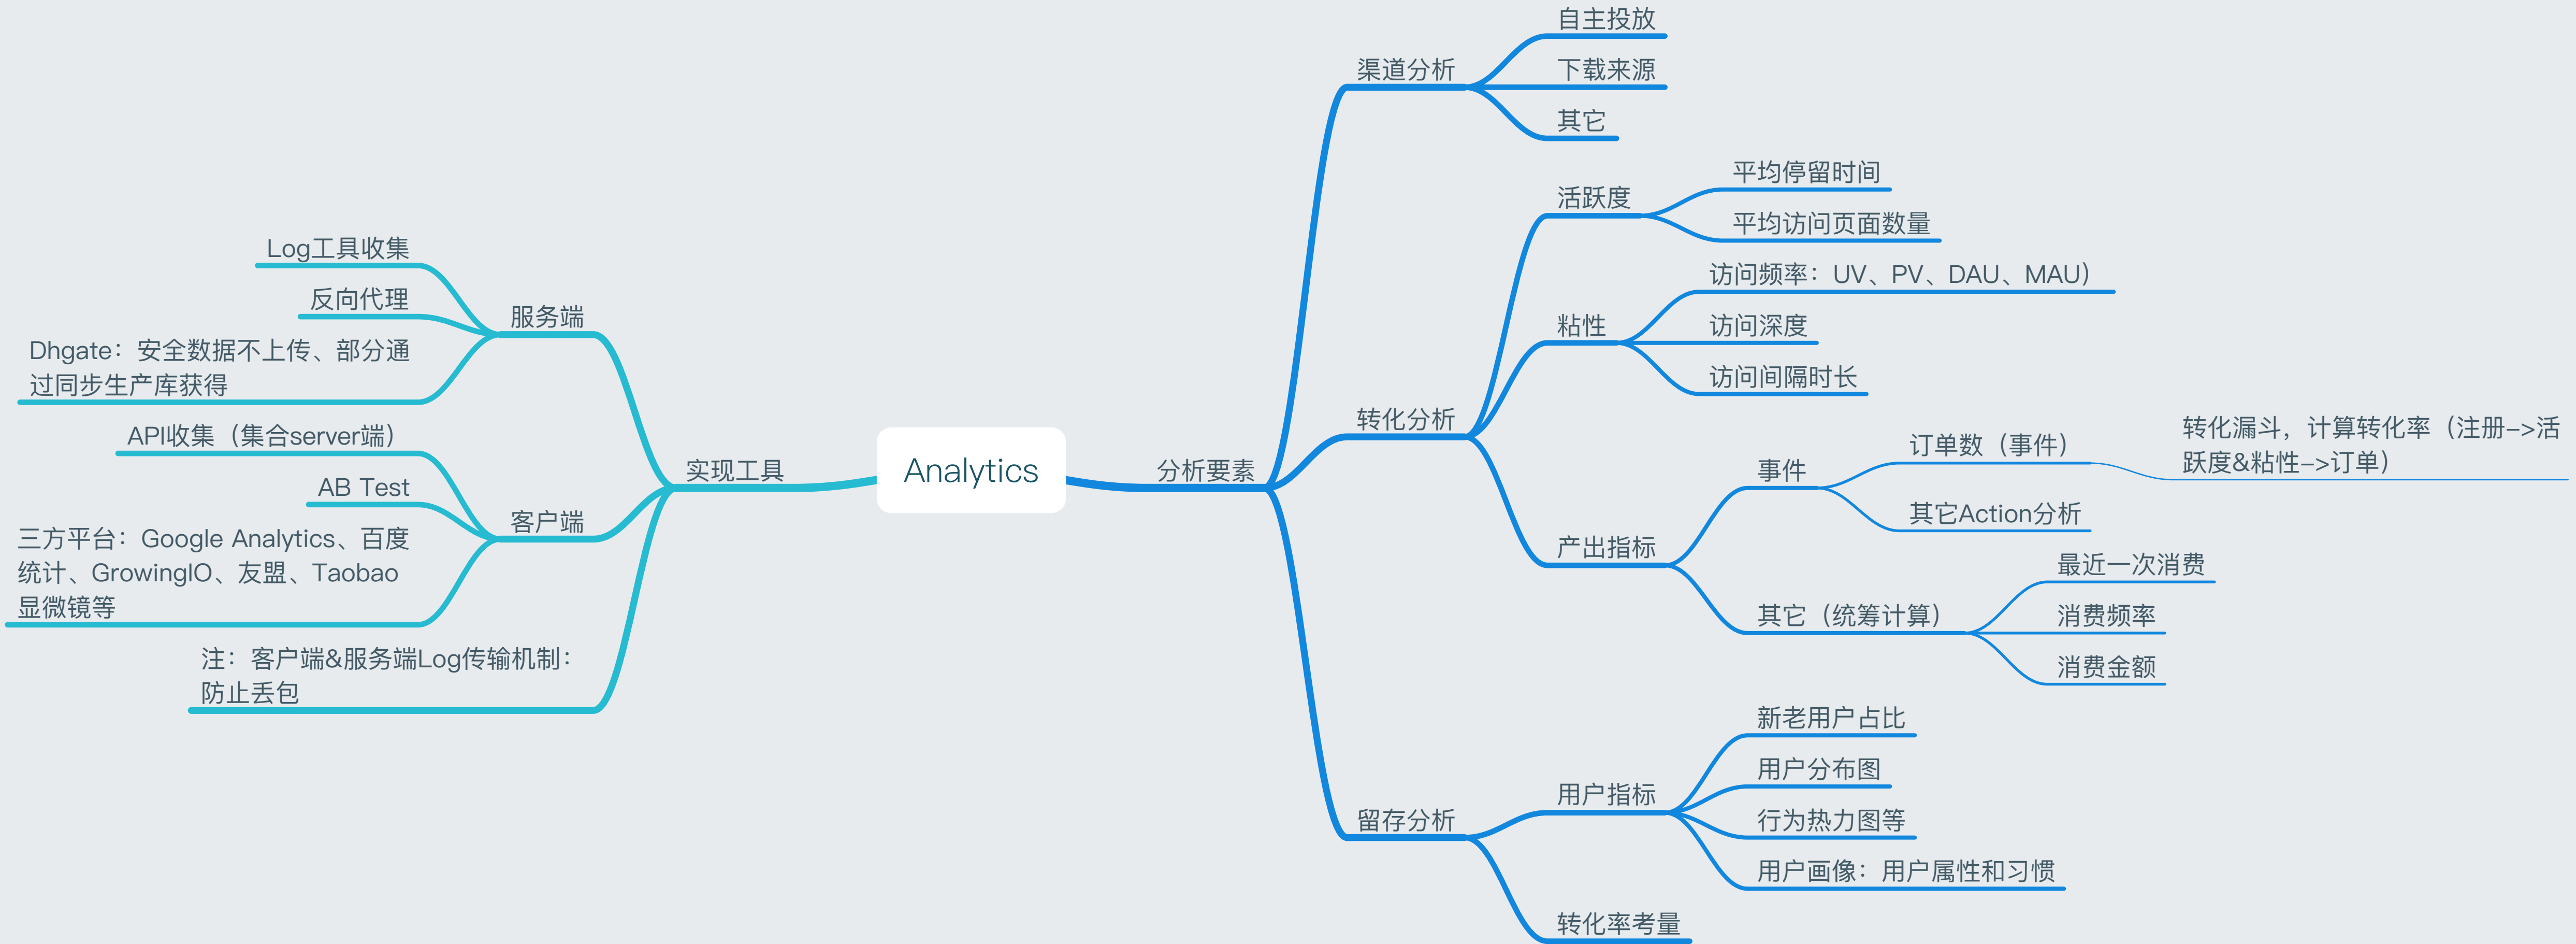 Analytics
实现工具
服务端
Log工具收集
反向代理
Dhgate：安全数据不上传、部分通
过同步生产库获得
客户端
API收集（集合server端）
AB Test
三方平台：Google Analytics、百度
统计、GrowingIO、友盟、Taobao
显微镜等
注：客户端&服务端Log传输机制：
防止丢包
分析要素
渠道分析
自主投放
下载来源
其它
转化分析
活跃度
平均停留时间
平均访问页面数量
粘性
访问频率：UV、PV、DAU、MAU）
访问深度
访问间隔时长
产出指标
事件
订单数（事件）
转化漏斗，计算转化率（注册->活
跃度&粘性->订单）
其它Action分析
其它（统筹计算）
最近一次消费
消费频率
消费金额
留存分析
用户指标
新老用户占比
用户分布图
行为热力图等
用户画像：用户属性和习惯
转化率考量